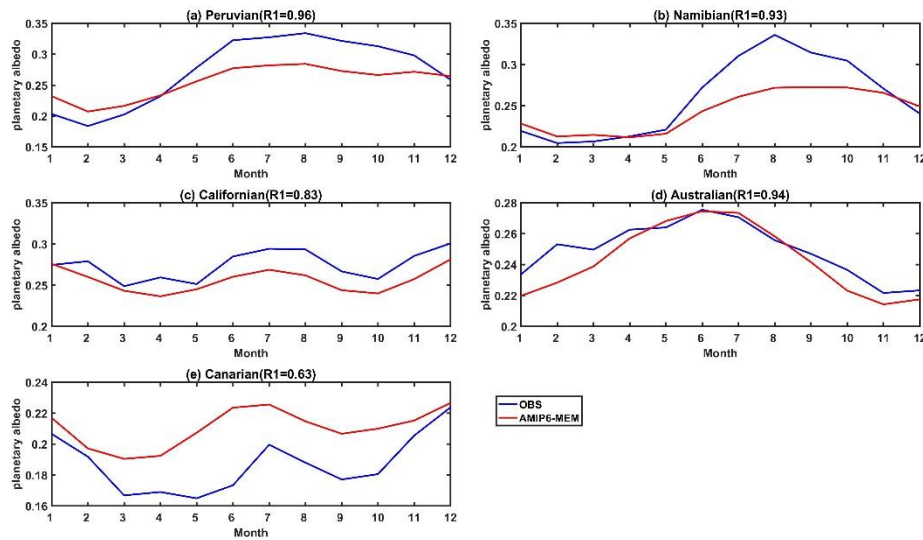 (a) Peruvian(R1=0.96)
planetary albedo
0.35
0.3
0.25
0.2
0.15
1 2 3 4 5 6 7 8 9 10 11 12
Month
(b) Namibian(R1=0.93)
planetary albedo
0.35
0.3
0.25
0.2
1 2 3 4 5 6 7 8 9 10 11 12
Month
(c) Californian(R1=0.83)
planetary albedo
0.35
0.3
0.25
0.2
1 2 3 4 5 6 7 8 9 10 11 12
Month
(d) Australian(R1=0.94)
planetary albedo
0.28
0.26
0.24
0.22
0.2
1 2 3 4 5 6 7 8 9 10 11 12
Month
(e) Canarian(R1=0.63)
planetary albedo
0.24
0.22
0.2
0.18
0.16
1 2 3 4 5 6 7 8 9 10 11 12
Month
OBS
AMIP6-MEM